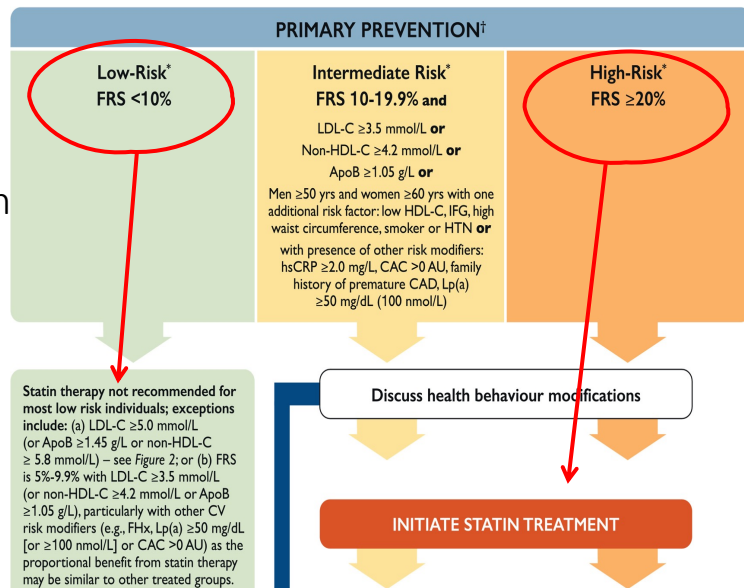 PRIMARY PREVENTION†
Low-Risk*
FRS <10%
Intermediate Risk*
FRS 10-19.9% and
LDL-C ≥3.5 mmol/L or
Non-HDL-C ≥4.2 mmol/L or
ApoB ≥1.05 g/L or
Men ≥50 yrs and women ≥60 yrs with one
additional risk factor: low HDL-C, IFG, high
waist circumference, smoker or HTN or
with presence of other risk modifiers:
hsCRP ≥2.0 mg/L, CAC >0 AU, family
history of premature CAD, Lp(a)
≥50 mg/dL (100 nmol/L)
High-Risk*
FRS ≥20%
n
Statin therapy not recommended for
most low risk individuals; exceptions
include: (a) LDL-C ≥5.0 mmol/L
(or ApoB ≥1.45 g/L or non-HDL-C
≥ 5.8 mmol/L) – see Figure 2; or (b) FRS
is 5%-9.9% with LDL-C ≥3.5 mmol/L
(or non-HDL-C ≥4.2 mmol/L or ApoB
≥1.05 g/L), particularly with other CV
risk modifiers (e.g., FHx, Lp(a) ≥50 mg/dL
[or ≥100 nmol/L] or CAC >0 AU) as the
proportional benefit from statin therapy
may be similar to other treated groups.
Discuss health behaviour modifications
INITIATE STATIN TREATMENT